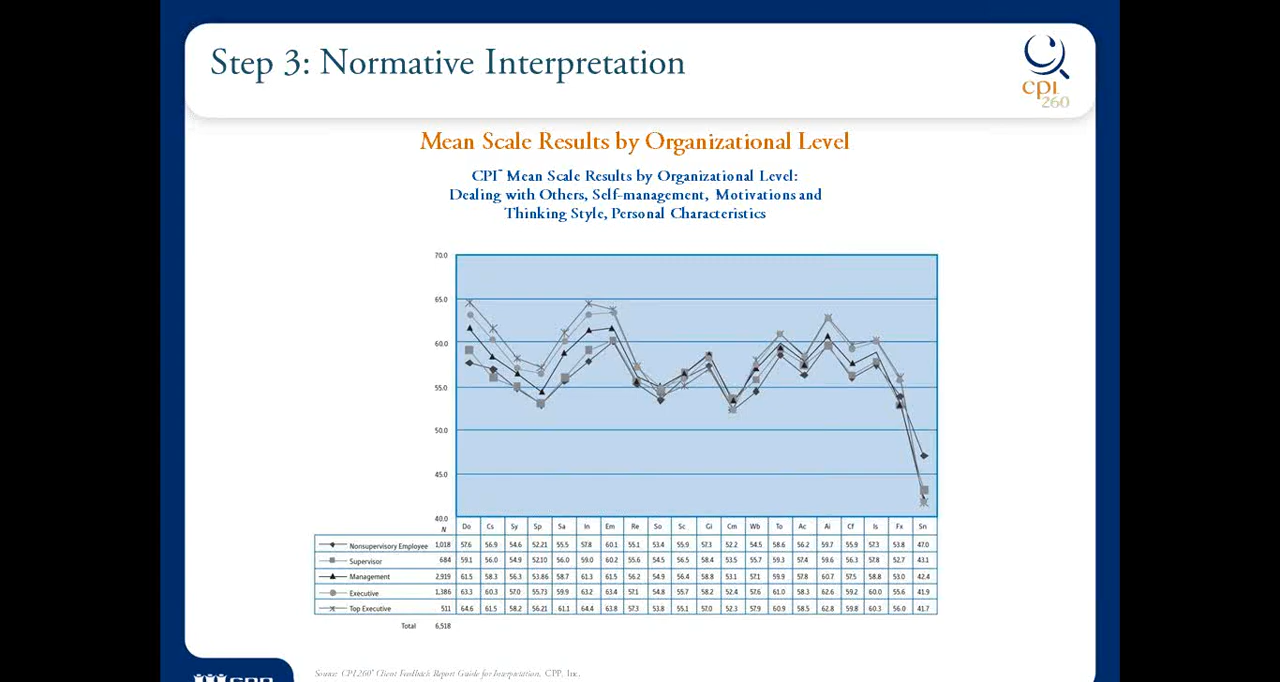 Step 3: Normative Interpretation
cpi
260
Mean Scale Results by Organizational Level
CPI™ Mean Scale Results by Organizational Level:
Dealing with Others, Self-management, Motivations and
Thinking Style, Personal Characteristics
70.0
65.0
60.0
55.0
50.0
45.0
40.0
N Do Cs Sy Sp Sa In Em Re So Sc Gi Cm Wb To Ac Ai Cf Is Fx Sn
Nonsupervisory Employee 1,018 57.6 56.9 54.6 52.21 55.5 57.8 60.1 55.1 53.4 55.9 57.3 52.2 54.5 58.6 56.2 59.7 55.9 57.3 53.8 47.0
Supervisor 684 59.1 56.0 54.9 52.10 56.0 59.0 60.2 55.6 54.5 56.5 58.4 53.5 55.7 59.3 57.4 59.6 56.3 57.8 52.7 43.1
Management 2,919 61.5 58.3 56.3 53.86 58.7 61.3 61.5 56.2 54.9 56.4 58.8 53.1 57.1 59.9 57.8 60.7 57.5 58.8 53.0 42.4
Executive 1,386 63.3 60.3 57.0 55.73 59.9 63.2 63.4 57.1 54.8 55.7 58.2 52.4 57.6 61.0 58.3 62.6 59.2 60.0 55.6 41.9
Top Executive 511 64.6 61.5 58.2 56.21 61.1 64.4 63.8 57.3 53.8 55.1 57.0 52.3 57.9 60.9 58.5 62.8 59.8 60.3 56.0 41.7
Total 6,518
Source: CPI 260® Client Feedback Report Guide for Interpretation, CPP, Inc.